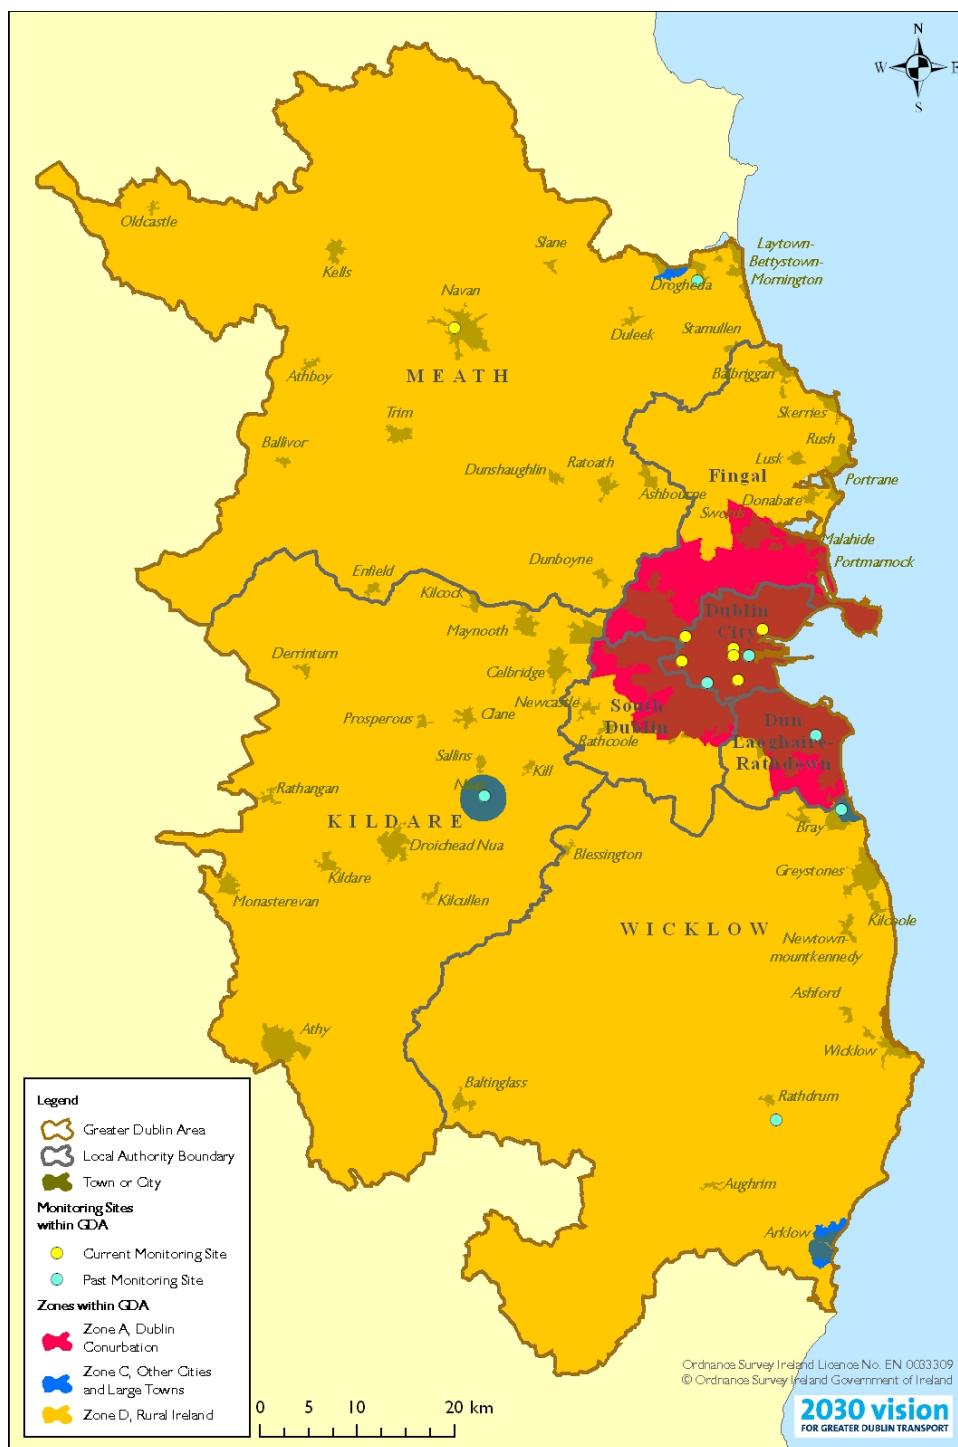 N
W E
S
Oldcastle
Kells
Slane
Laytown-
Bettystown-
Mornington
Drogheda
Navan
Duleek
Stamullen
Athboy
MEATH
Balbriggan
Trim
Skerries
Ballivor
Rush
Lusk
Dunshaughlin
Ratoath
Fingal
Portrane
Ashbourne
Donabate
Swords
Malahide
Dunboyne
Portmarnock
Enfield
Kilcock
Maynooth
Dublin
City
Derrinturn
Celbridge
Newcastle
Prosperous
Clane
South
Dublin
Dún
Laoghaire-
Rathdown
Rathcoole
Sallins
Kill
Rathangan
KILDARE
Bray
Droichead Nua
Blessington
Kildare
Greystones
Monasterevan
Kilcullen
Kilcoole
WICKLOW
Newtown-
mountkennedy
Ashford
Athy
Wicklow
Baltinglass
Rathdrum
Aughrim
Arklow
Legend
Greater Dublin Area
Local Authority Boundary
Town or City
Monitoring Sites
within GDA
Current Monitoring Site
Past Monitoring Site
Zones within GDA
Zone A, Dublin
Conurbation
Zone C, Other Cities
and Large Towns
Zone D, Rural Ireland
0 5 10 20 km
Ordnance Survey Ireland Licence No. EN 0033309
© Ordnance Survey Ireland Government of Ireland
2030 vision
FOR GREATER DUBLIN TRANSPORT